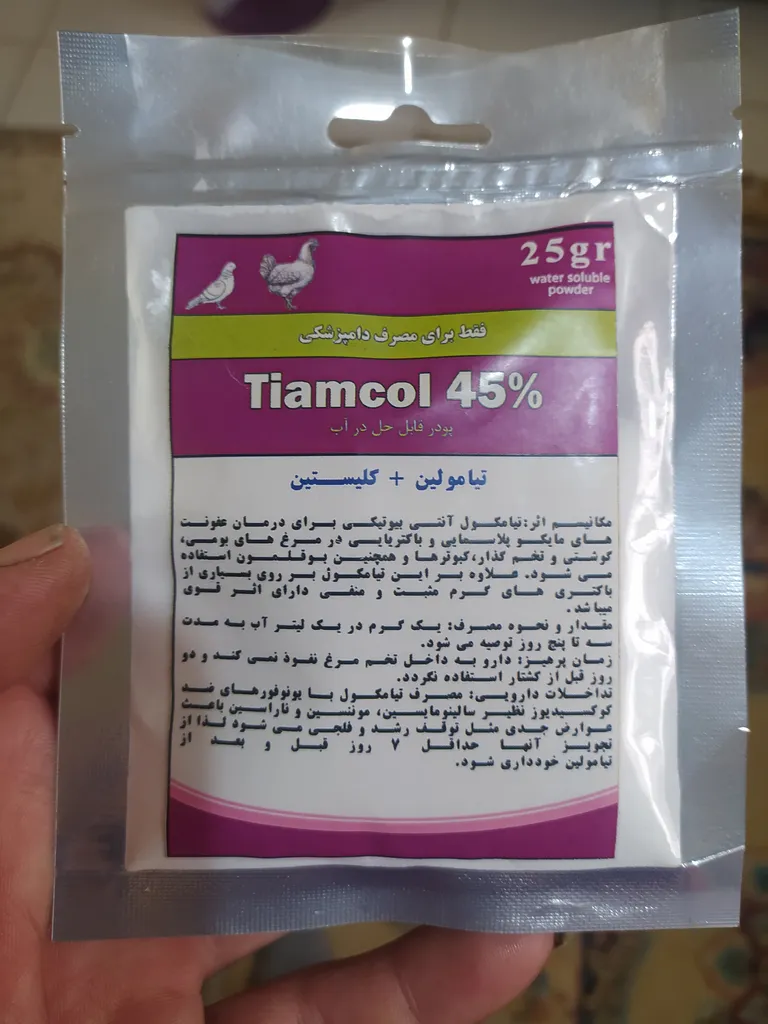 25gr
water soluble
powder
فقط برای مصرف دامپزشکی
Tiamcol 45%
پودر قابل حل در آب
تیامولین + کلیستین
مکانیسم اثر:تیامکول آنتی بیوتیکی برای درمان عفونت
های مایکو پلاسمایی و باکتریایی در مرغ های بومی،
گوشتی و تخم گذار،کبوترها و همچنین بوقلمون استفاده
می شود. علاوه بر این تیامکول بر روی بسیاری از
باکتری های گرم مثبت و منفی دارای اثر قوی
میباشد.
مقدار و نحوه مصرف: یک گرم در یک لیتر آب به مدت
سه تا پنج روز توصیه می شود.
زمان پرهیز: دارو به داخل تخم مرغ نفوذ نمی کند و دو
روز قبل از کشتار استفاده نگردد.
تداخلات دارویی: مصرف تیامکول با یونوفورهای ضد
کوکسیدیوز نظیر سالینومایسین، موننسین و ناراسین باعث
عوارض جدی مثل توقف رشد و فلجی می شود لذا از
تجویز آنها حداقل ۷ روز قبل و بعد از
تیامولین خودداری شود.